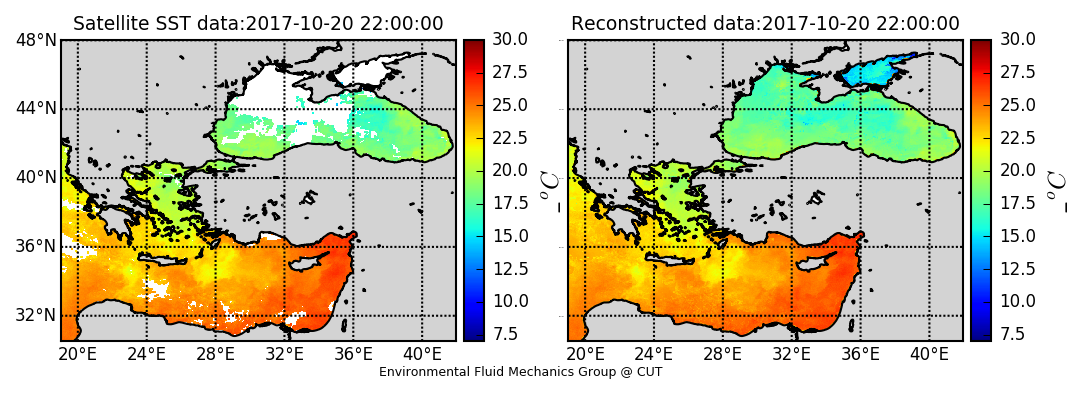 Satellite SST data:2017-10-20 22:00:00
Reconstructed data:2017-10-20 22:00:00
48°N
44°N
40°N
36°N
32°N
20°E 24°E 28°E 32°E 36°E 40°E
30.0
27.5
25.0
22.5
20.0
17.5
15.0
12.5
10.0
7.5
_ °C
20°E 24°E 28°E 32°E 36°E 40°E
30.0
27.5
25.0
22.5
20.0
17.5
15.0
12.5
10.0
7.5
_ °C
Environmental Fluid Mechanics Group @ CUT